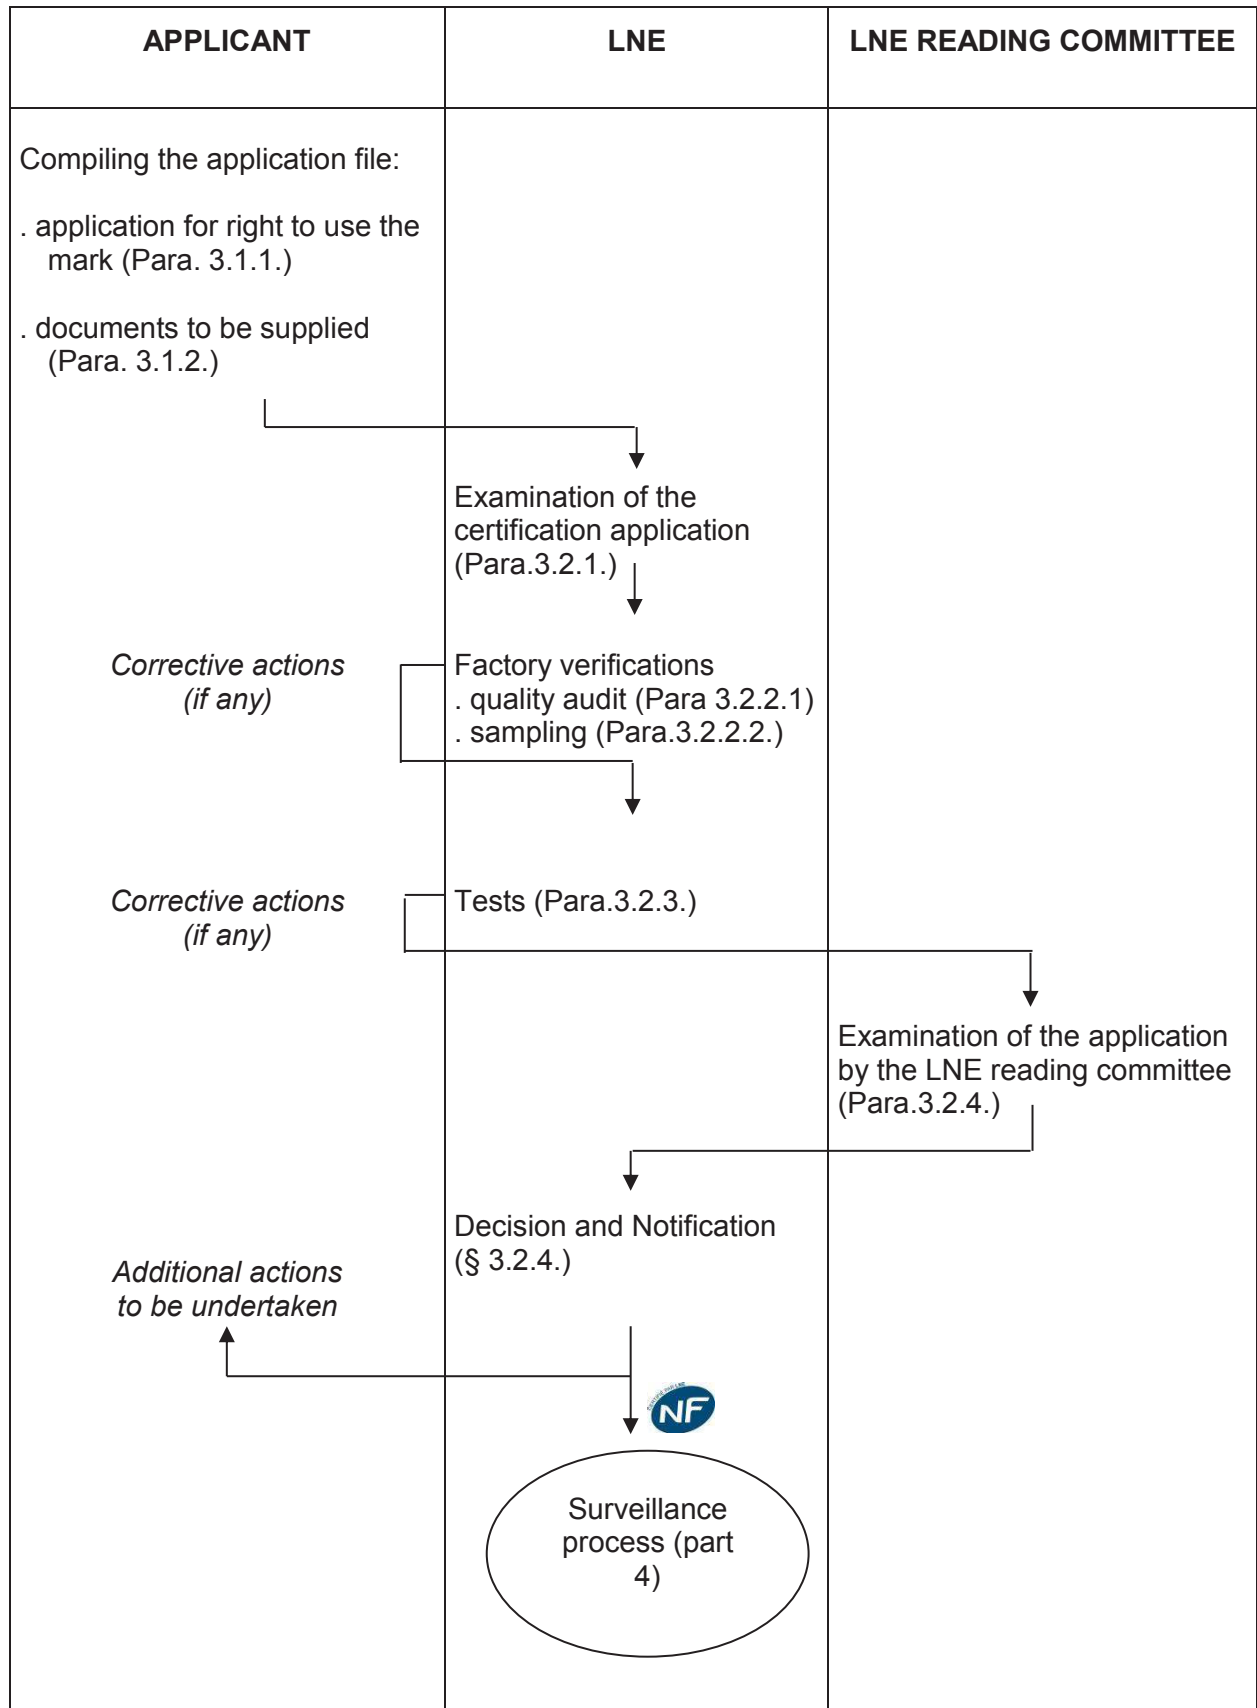 APPLICANT
LNE
LNE READING COMMITTEE
Compiling the application file:
. application for right to use the
mark (Para. 3.1.1.)
. documents to be supplied
(Para. 3.1.2.)
Examination of the
certification application
(Para.3.2.1.)
Corrective actions
(if any)
Factory verifications
. quality audit (Para 3.2.2.1)
. sampling (Para.3.2.2.2.)
Corrective actions
(if any)
Tests (Para.3.2.3.)
Examination of the application
by the LNE reading committee
(Para.3.2.4.)
Decision and Notification
(§ 3.2.4.)
Additional actions
to be undertaken
NF
Surveillance
process (part
4)